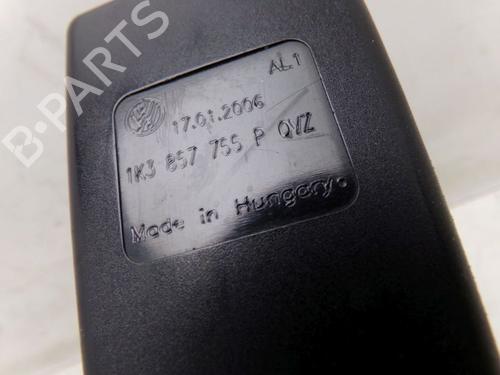 AL1
17.01.2006
1K3 857 755 P QVZ
Made in Hungary
B-PARTS